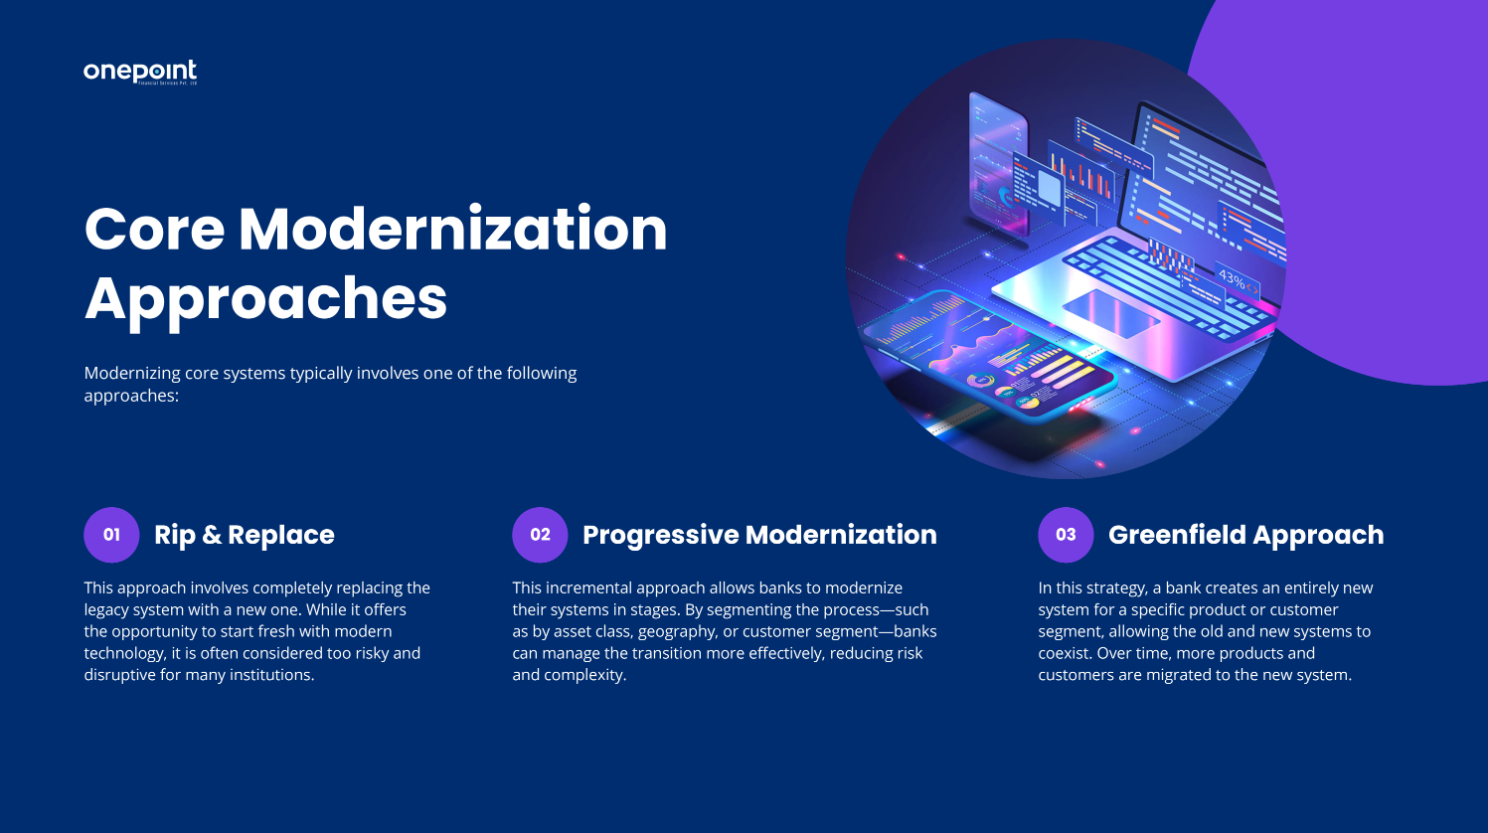 onepoint
Financial Services Pvt. Ltd
Core Modernization
Approaches
Modernizing core systems typically involves one of the following
approaches:
43%
01
Rip & Replace
This approach involves completely replacing the
legacy system with a new one. While it offers
the opportunity to start fresh with modern
technology, it is often considered too risky and
disruptive for many institutions.
02
Progressive Modernization
This incremental approach allows banks to modernize
their systems in stages. By segmenting the process—such
as by asset class, geography, or customer segment—banks
can manage the transition more effectively, reducing risk
and complexity.
03
Greenfield Approach
In this strategy, a bank creates an entirely new
system for a specific product or customer
segment, allowing the old and new systems to
coexist. Over time, more products and
customers are migrated to the new system.